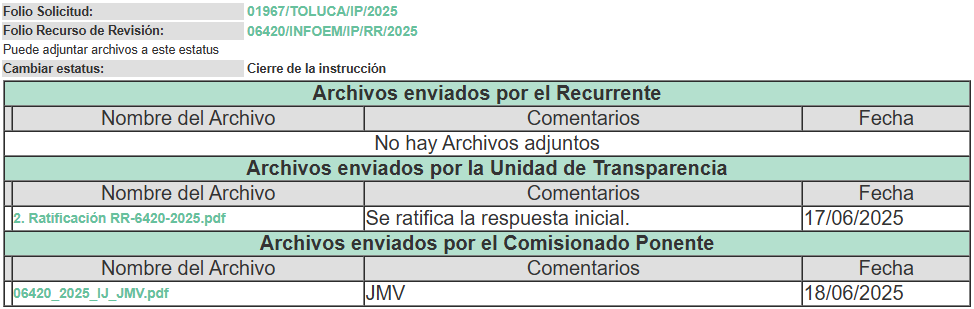 Folio Solicitud: 01967/TOLUCA/IP/2025
Folio Recurso de Revisión: 06420/INFOEM/IP/RR/2025
Puede adjuntar archivos a este estatus
Cambiar estatus: Cierre de la instrucción
Archivos enviados por el Recurrente
Nombre del Archivo Comentarios Fecha
No hay Archivos adjuntos
Archivos enviados por la Unidad de Transparencia
Nombre del Archivo Comentarios Fecha
2. Ratificación RR-6420-2025.pdf Se ratifica la respuesta inicial. 17/06/2025
Archivos enviados por el Comisionado Ponente
Nombre del Archivo Comentarios Fecha
06420_2025_IJ_JMV.pdf JMV 18/06/2025